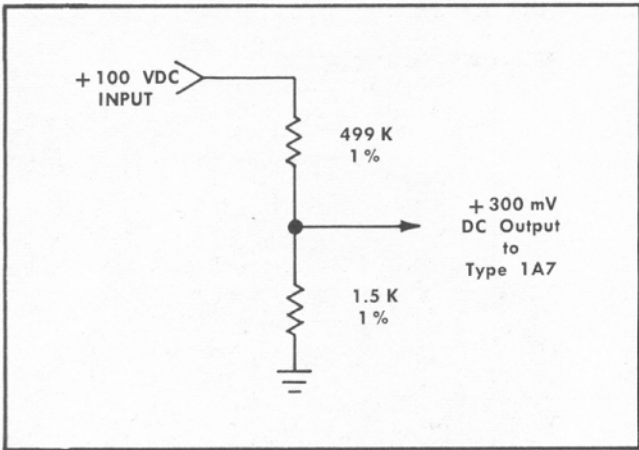 +100 VDC
INPUT
499 K
1%
+300 mV
DC Output
to
Type 1A7
1.5 K
1%